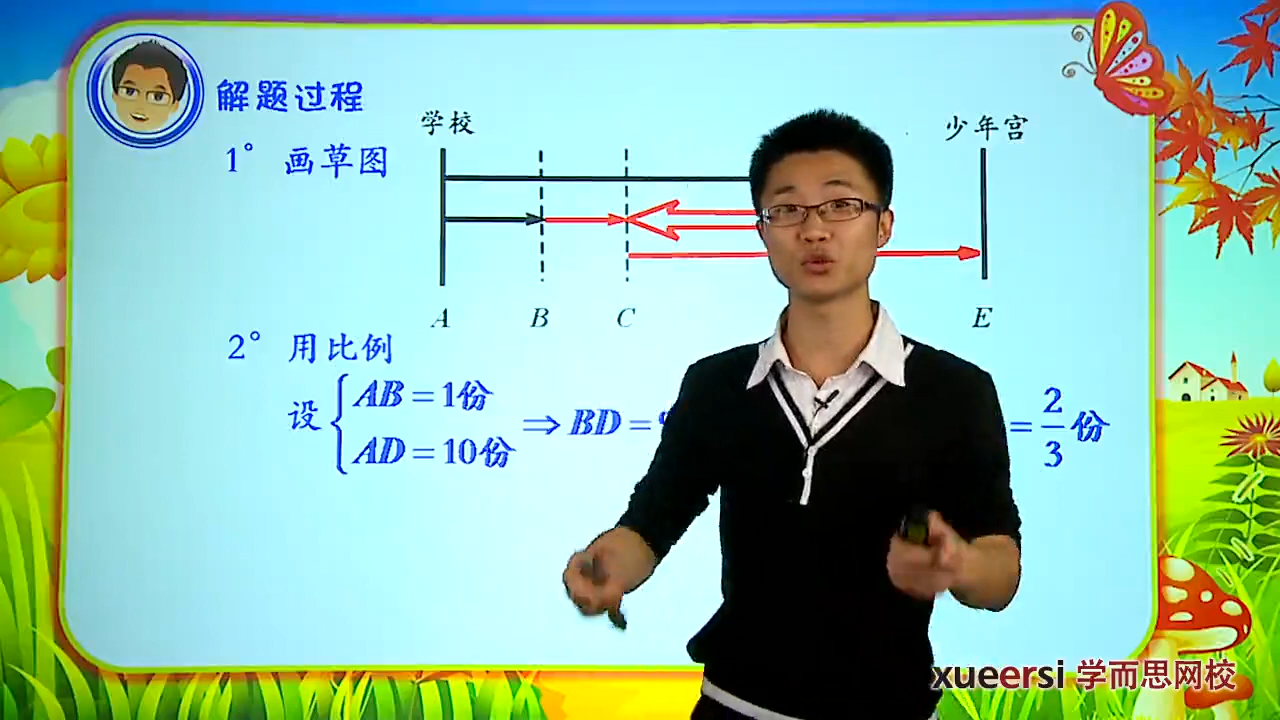 解题过程
学校 少年宫
1° 画草图
A B C E
2° 用比例
设 { AB = 1份
AD = 10份
⇒ BD = = 2/3 份
xueersi 学而思网校